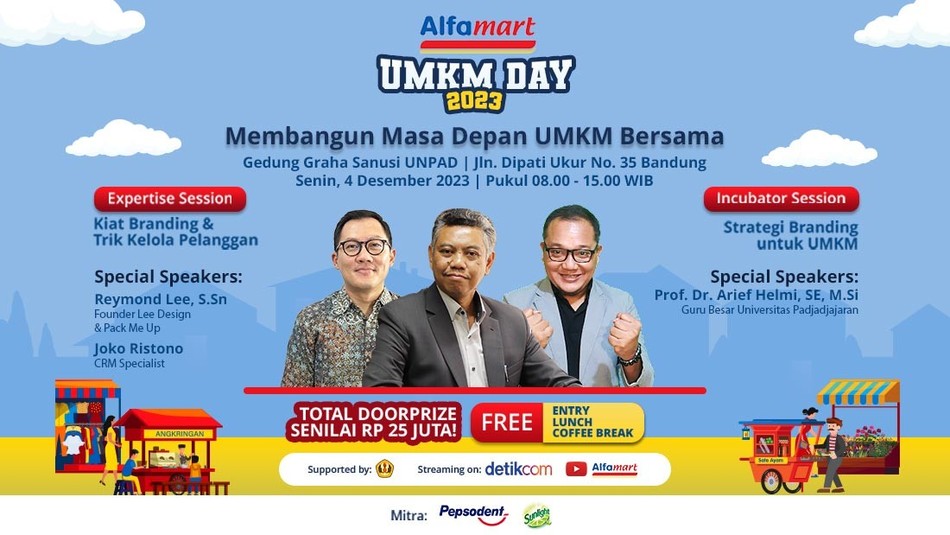 Alfamart
UMKM DAY
2023
Membangun Masa Depan UMKM Bersama
Gedung Graha Sanusi UNPAD | Jln. Dipati Ukur No. 35 Bandung
Senin, 4 Desember 2023 | Pukul 08.00 - 15.00 WIB
Expertise Session
Kiat Branding &
Trik Kelola Pelanggan
Special Speakers:
Reymond Lee, S.Sn
Founder Lee Design
& Pack Me Up
Joko Ristono
CRM Specialist
Incubator Session
Strategi Branding
untuk UMKM
Special Speakers:
Prof. Dr. Arief Helmi, SE, M.Si
Guru Besar Universitas Padjadjajaran
ANGKRINGAN
Soto Ayam
TOTAL DOORPRIZE
SENILAI RP 25 JUTA!
FREE
ENTRY
LUNCH
COFFEE BREAK
Supported by:
Streaming on: detikcom Alfamart
Mitra: Pepsodent Sunlight